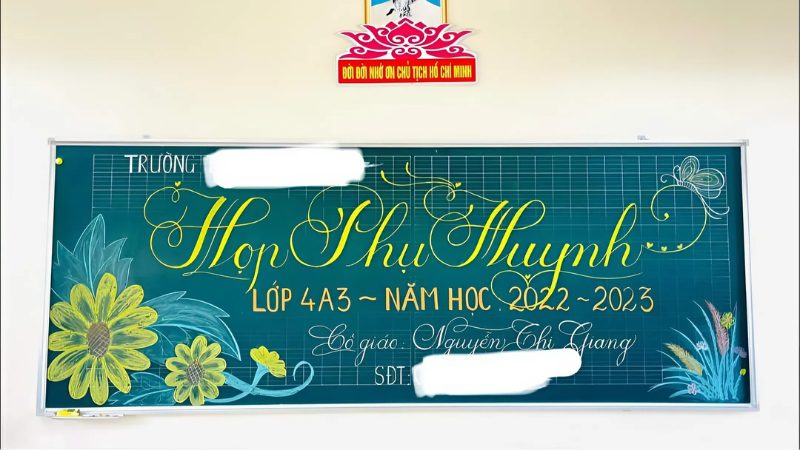 ĐỜI ĐỜI NHỚ ƠN CHỦ TỊCH HỒ CHÍ MINH
TRƯỜNG
Họp Phụ Huynh
LỚP 4A3 ~ NĂM HỌC 2022 ~ 2023
Cô giáo: Nguyễn Thị Giang
SĐT: